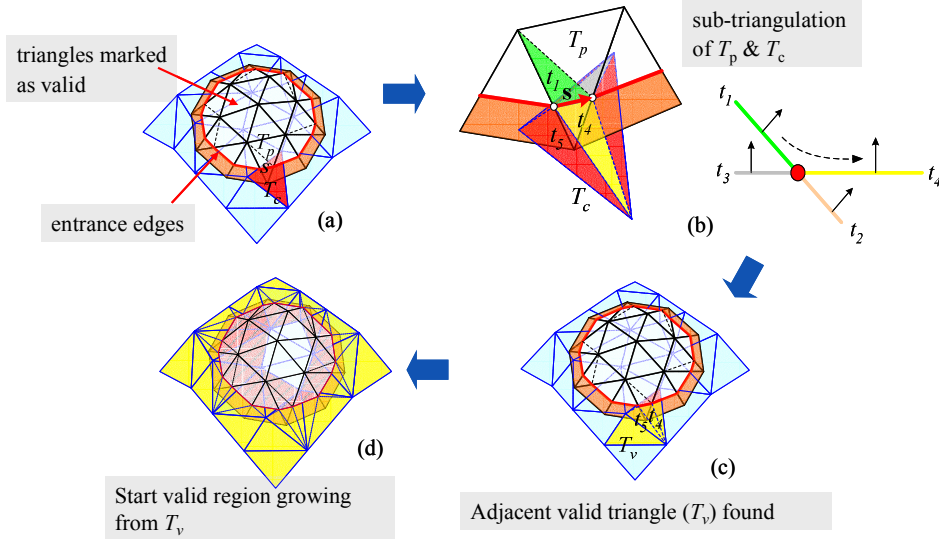 triangles marked
as valid
T_p
s
T_c
entrance edges
(a)
T_p
t_1
s
t_4
t_5
T_c
(b)
sub-triangulation
of T_p & T_c
t_1
t_3
t_4
t_2
(d)
Start valid region growing
from T_v
t_5
t_4
T_v
(c)
Adjacent valid triangle (T_v) found